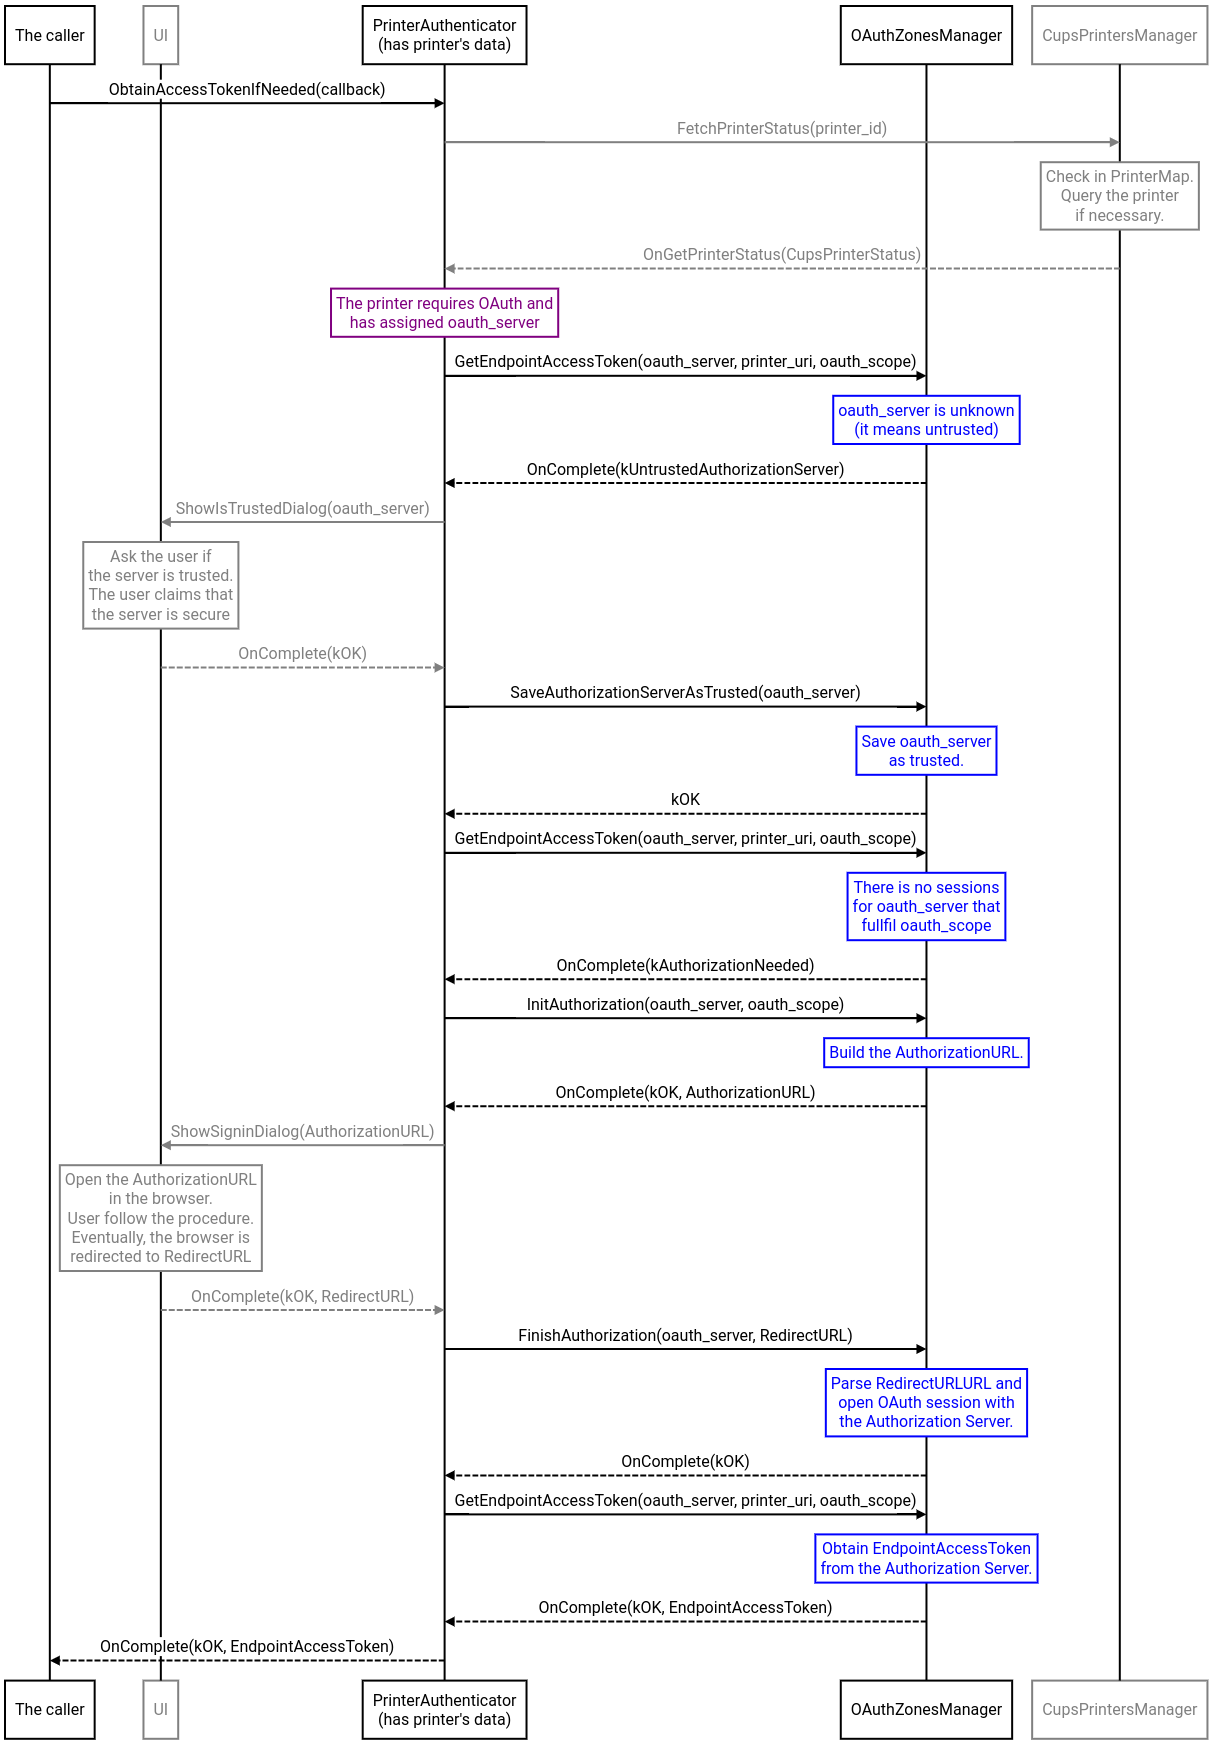 The caller
UI
PrinterAuthenticator
(has printer's data)
OAuthZonesManager
CupsPrintersManager
ObtainAccessTokenIfNeeded(callback)
FetchPrinterStatus(printer_id)
Check in PrinterMap.
Query the printer
if necessary.
OnGetPrinterStatus(CupsPrinterStatus)
The printer requires OAuth and
has assigned oauth_server
GetEndpointAccessToken(oauth_server, printer_uri, oauth_scope)
oauth_server is unknown
(it means untrusted)
OnComplete(kUntrustedAuthorizationServer)
ShowIsTrustedDialog(oauth_server)
Ask the user if
the server is trusted.
The user claims that
the server is secure
OnComplete(kOK)
SaveAuthorizationServerAsTrusted(oauth_server)
Save oauth_server
as trusted.
kOK
GetEndpointAccessToken(oauth_server, printer_uri, oauth_scope)
There is no sessions
for oauth_server that
fullfil oauth_scope
OnComplete(kAuthorizationNeeded)
InitAuthorization(oauth_server, oauth_scope)
Build the AuthorizationURL.
OnComplete(kOK, AuthorizationURL)
ShowSigninDialog(AuthorizationURL)
Open the AuthorizationURL
in the browser.
User follow the procedure.
Eventually, the browser is
redirected to RedirectURL
OnComplete(kOK, RedirectURL)
FinishAuthorization(oauth_server, RedirectURL)
Parse RedirectURLURL and
open OAuth session with
the Authorization Server.
OnComplete(kOK)
GetEndpointAccessToken(oauth_server, printer_uri, oauth_scope)
Obtain EndpointAccessToken
from the Authorization Server.
OnComplete(kOK, EndpointAccessToken)
OnComplete(kOK, EndpointAccessToken)
The caller
UI
PrinterAuthenticator
(has printer's data)
OAuthZonesManager
CupsPrintersManager